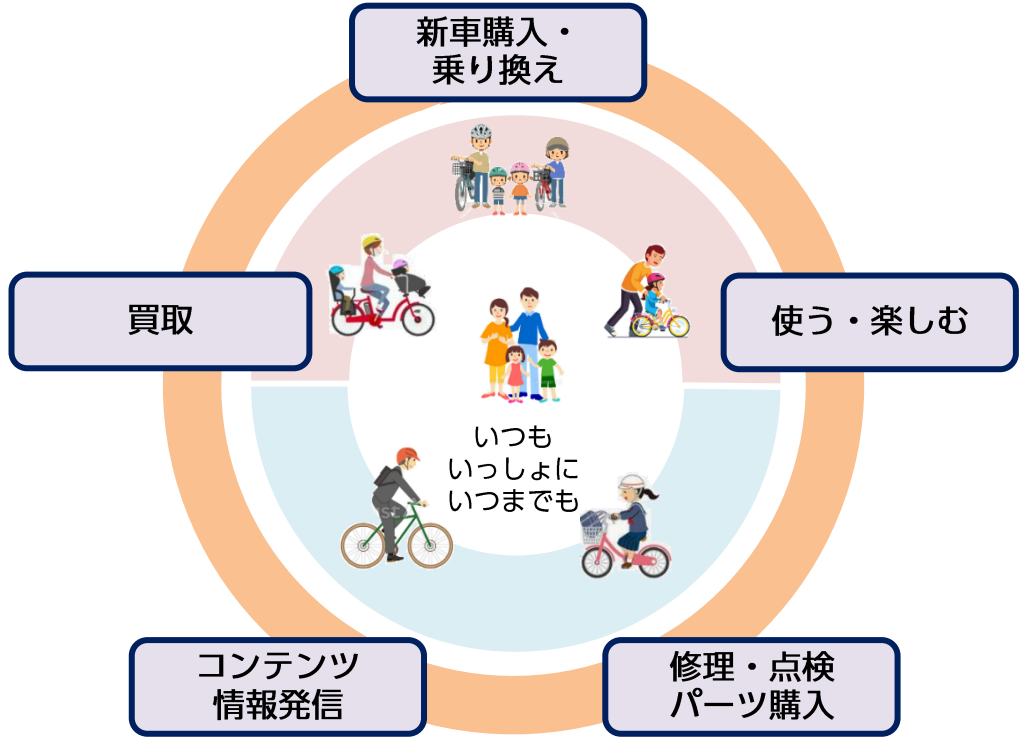 新車購入・
乗り換え
買取
使う・楽しむ
いつも
いっしょに
いつまでも
コンテンツ
情報発信
修理・点検
パーツ購入